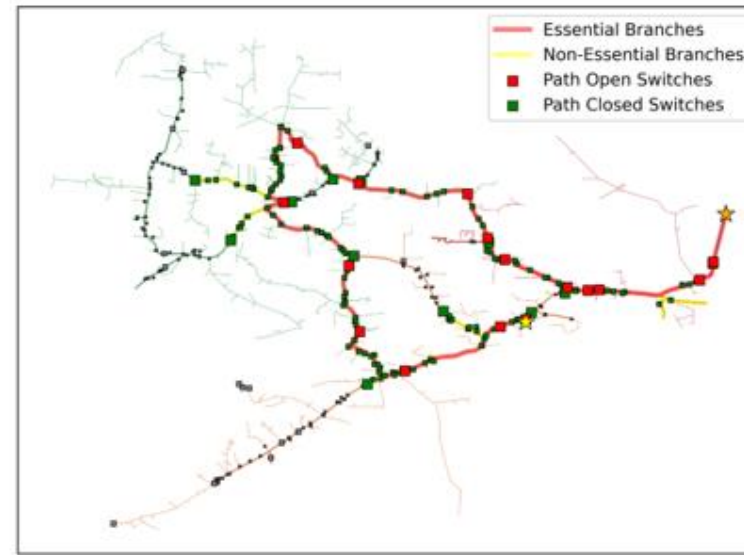 Essential Branches
Non-Essential Branches
Path Open Switches
Path Closed Switches